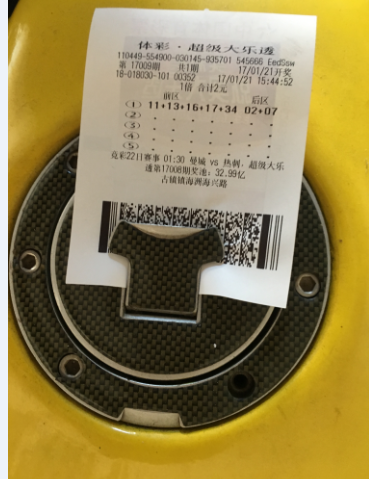 体彩·超级大乐透
110449-554900-030145-935701 545666 EedSsw
第 17009期 共1期 17/01/21开奖
18-018030-101 00352 17/01/21 15:44:52
1倍 合计2元
前区 后区
① 11+13+16+17+34 02+07
②
③
④
⑤
竞彩22日赛事 01:30 曼城 vs 热刺. 超级大乐
透第17008期奖池: 32.99亿
古镇镇海洲海兴路